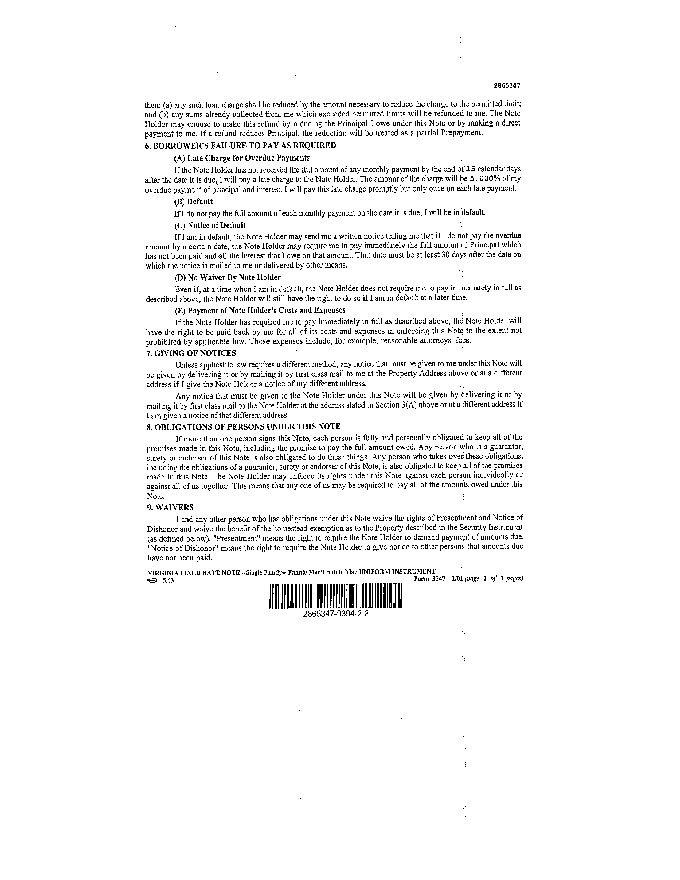 2866347
then: (a) any such loan charge shall be reduced by the amount necessary to reduce the charge to the permitted limit;
and (b) any sums already collected from me which exceeded permitted limits will be refunded to me. The Note
Holder may choose to make this refund by reducing the Principal I owe under this Note or by making a direct
payment to me. If a refund reduces Principal, the reduction will be treated as a partial Prepayment.
6. BORROWER'S FAILURE TO PAY AS REQUIRED
(A) Late Charge for Overdue Payments
If the Note Holder has not received the full amount of any monthly payment by the end of 15 calendar days
after the date it is due, I will pay a late charge to the Note Holder. The amount of the charge will be 5.000% of my
overdue payment of principal and interest. I will pay this late charge promptly but only once on each late payment.
(B) Default
If I do not pay the full amount of each monthly payment on the date it is due, I will be in default.
(C) Notice of Default
If I am in default, the Note Holder may send me a written notice telling me that if I do not pay the overdue
amount by a certain date, the Note Holder may require me to pay immediately the full amount of Principal which
has not been paid and all the interest that I owe on that amount. That date must be at least 30 days after the date on
which the notice is mailed to me or delivered by other means.
(D) No Waiver By Note Holder
Even if, at a time when I am in default, the Note Holder does not require me to pay immediately in full as
described above, the Note Holder will still have the right to do so if I am in default at a later time.
(E) Payment of Note Holder's Costs and Expenses
If the Note Holder has required me to pay immediately in full as described above, the Note Holder will
have the right to be paid back by me for all of its costs and expenses in enforcing this Note to the extent not
prohibited by applicable law. Those expenses include, for example, reasonable attorneys' fees.
7. GIVING OF NOTICES
Unless applicable law requires a different method, any notice that must be given to me under this Note will
be given by delivering it or by mailing it by first class mail to me at the Property Address above or at a different
address if I give the Note Holder a notice of my different address.
Any notice that must be given to the Note Holder under this Note will be given by delivering it or by
mailing it by first class mail to the Note Holder at the address stated in Section 3(A) above or at a different address if
I am given a notice of that different address.
8. OBLIGATIONS OF PERSONS UNDER THIS NOTE
If more than one person signs this Note, each person is fully and personally obligated to keep all of the
promises made in this Note, including the promise to pay the full amount owed. Any person who is a guarantor,
surety or endorser of this Note is also obligated to do these things. Any person who takes over these obligations,
including the obligations of a guarantor, surety or endorser of this Note, is also obligated to keep all of the promises
made in this Note. The Note Holder may enforce its rights under this Note against each person individually or
against all of us together. This means that any one of us may be required to pay all of the amounts owed under this
Note.
9. WAIVERS
I and any other person who has obligations under this Note waive the rights of Presentment and Notice of
Dishonor and waive the benefit of the homestead exemption as to the Property described in the Security Instrument
(as defined below). "Presentment" means the right to require the Note Holder to demand payment of amounts due.
"Notice of Dishonor" means the right to require the Note Holder to give notice to other persons that amounts due
have not been paid.
VIRGINIA FIXED RATE NOTE--Single Family--Fannie Mae/Freddie Mac UNIFORM INSTRUMENT
Form 3247 1/01 (page 2 of 3 pages)